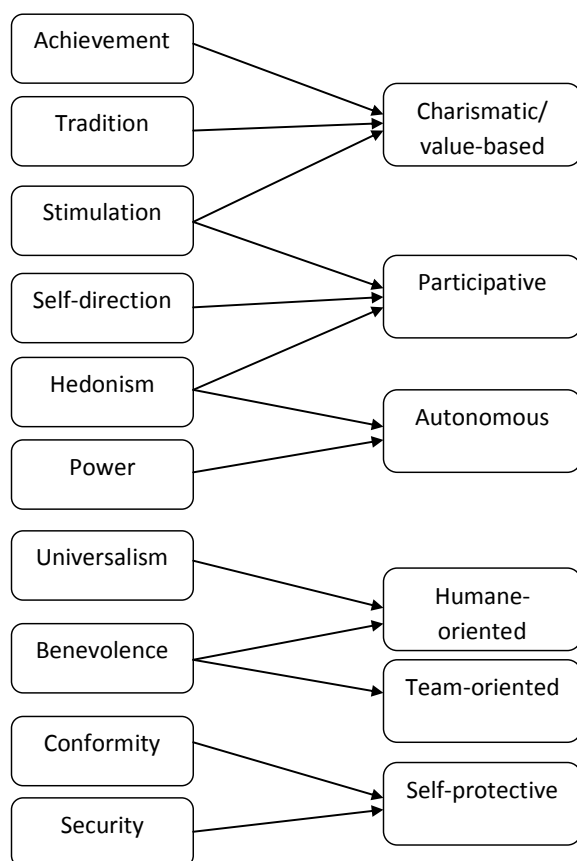 Achievement
Tradition
Stimulation
Self-direction
Hedonism
Power
Universalism
Benevolence
Conformity
Security
Charismatic/
value-based
Participative
Autonomous
Humane-
oriented
Team-oriented
Self-protective